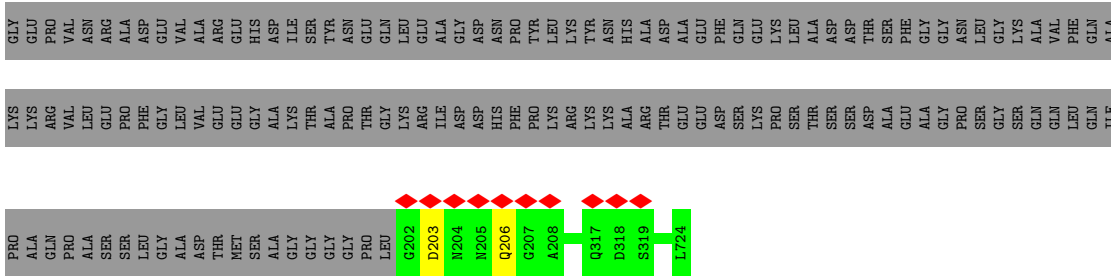 GLY GLU PRO VAL ASN ARG ALA ASP GLU VAL ALA ARG GLU HIS ASP ILE SER TYR ASN GLU GLN LEU GLU ALA GLY ASP ASN PRO TYR LEU LYS TYR ASN HIS ALA ASP ALA GLU PHE GLN GLU LYS LEU ALA ASP ASP THR SER PHE GLY GLY ASN LEU GLY LYS ALA VAL PHE GLN ALA
LYS LYS ARG VAL LEU GLU PRO PHE GLY LEU VAL GLU GLU GLY ALA LYS THR ALA PRO THR GLY LYS ARG ILE ASP ASP HIS PHE PRO LYS ARG LYS LYS ALA ARG THR GLU GLU ASP SER LYS PRO SER THR SER SER ASP ALA GLU ALA GLY PRO SER GLY SER GLN GLN LEU GLN ILE
PRO ALA GLN PRO ALA SER SER LEU GLY ALA ASP THR MET SER ALA GLY GLY GLY GLY PRO LEU G202 D203 N204 N205 Q206 G207 A208 Q317 D318 S319 L724